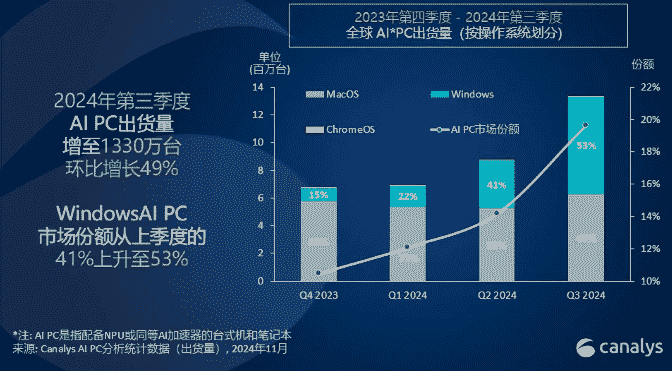 2023年第四季度 - 2024年第三季度
全球 AI*PC出货量（按操作系统划分）
2024年第三季度
AI PC出货量
增至1330万台
环比增长49%
WindowsAI PC
市场份额从上季度的
41%上升至53%
单位
(百万台)
份额
MacOS
Windows
ChromeOS
AI PC市场份额
14
12
10
8
6
4
2
0
22%
20%
18%
16%
14%
12%
10%
15%
22%
41%
53%
Q4 2023
Q1 2024
Q2 2024
Q3 2024
*注: AI PC是指配备NPU或同等AI加速器的台式机和笔记本
来源: Canalys AI PC分析统计数据（出货量）, 2024年11月
canalys